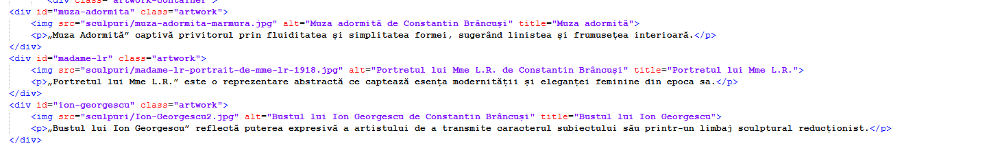 <div class="artwork-container">
<div id="muza-adormita" class="artwork">
<img src="sculpuri/muza-adormita-marmura.jpg" alt="Muza adormită de Constantin Brâncuși" title="Muza adormită">
<p>„Muza Adormită” captivă privitorul prin fluiditatea și simplitatea formei, sugerând linistea și frumusețea interioară.</p>
</div>
<div id="madame-lr" class="artwork">
<img src="sculpuri/madame-lr-portrait-de-mme-lr-1918.jpg" alt="Portretul lui Mme L.R. de Constantin Brâncuși" title="Portretul lui Mme L.R.">
<p>„Portretul lui Mme L.R.” este o reprezentare abstractă ce captează esența modernității și eleganței feminine din epoca sa.</p>
</div>
<div id="ion-georgescu" class="artwork">
<img src="sculpuri/Ion-Georgescu2.jpg" alt="Bustul lui Ion Georgescu de Constantin Brâncuși" title="Bustul lui Ion Georgescu">
<p>„Bustul lui Ion Georgescu” reflectă puterea expresivă a artistului de a transmite caracterul subiectului său printr-un limbaj sculptural reducționist.</p>
</div>